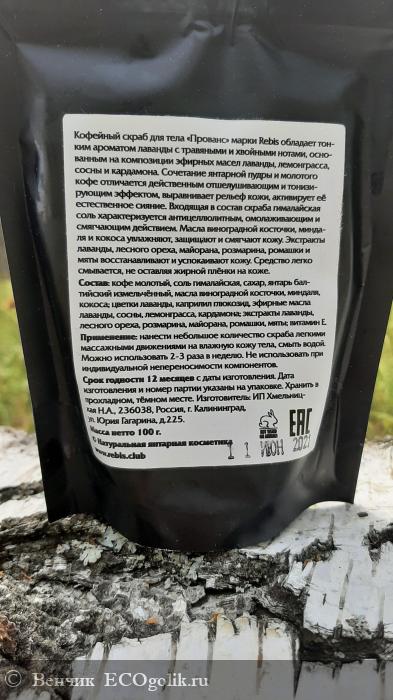 Кофейный скраб для тела «Прованс» марки Rebis обладает тон-
ким ароматом лаванды с травяными и хвойными нотами, осно-
ванным на композиции эфирных масел лаванды, лемонграсса,
сосны и кардамона. Сочетание янтарной пудры и молотого
кофе отличается действенным отшелушивающим и тонизи-
рующим эффектом, выравнивает рельеф кожи, активирует её
естественное сияние. Входящая в состав скраба гималайская
соль характеризуется антицеллюлитным, омолаживающим и
смягчающим действием. Масла виноградной косточки, минда-
ля и кокоса увлажняют, защищают и смягчают кожу. Экстракты
лаванды, лесного ореха, майорана, розмарина, ромашки и
мяты восстанавливают и успокаивают кожу. Средство легко
смывается, не оставляя жирной плёнки на коже.
Состав: кофе молотый, соль гималайская, сахар, янтарь бал-
тийский измельчённый, масла виноградной косточки, миндаля,
кокоса; цветки лаванды, каприлил глюкозид, эфирные масла
лаванды, сосны, лемонграсса, кардамона; экстракты лаванды,
лесного ореха, розмарина, майорана, ромашки, мяты; витамин Е.
Применение: нанести небольшое количество скраба легкими
массажными движениями на влажную кожу тела, смыть водой.
Можно использовать 2-3 раза в неделю. Не использовать при
индивидуальной непереносимости компонентов.
Срок годности 12 месяцев с даты изготовления. Дата
изготовления и номер партии указаны на упаковке. Хранить в
прохладном, тёмном месте. Изготовитель: ИП Хмельниц-
кая Н.А., 236038, Россия, г. Калининград,
ул. Юрия Гагарина, д.225.
Масса нетто 100 г.
© Натуральная янтарная косметика
www.rebis.club
EAC
1 1 ИЮН 2021
Венчик ECOgolik.ru